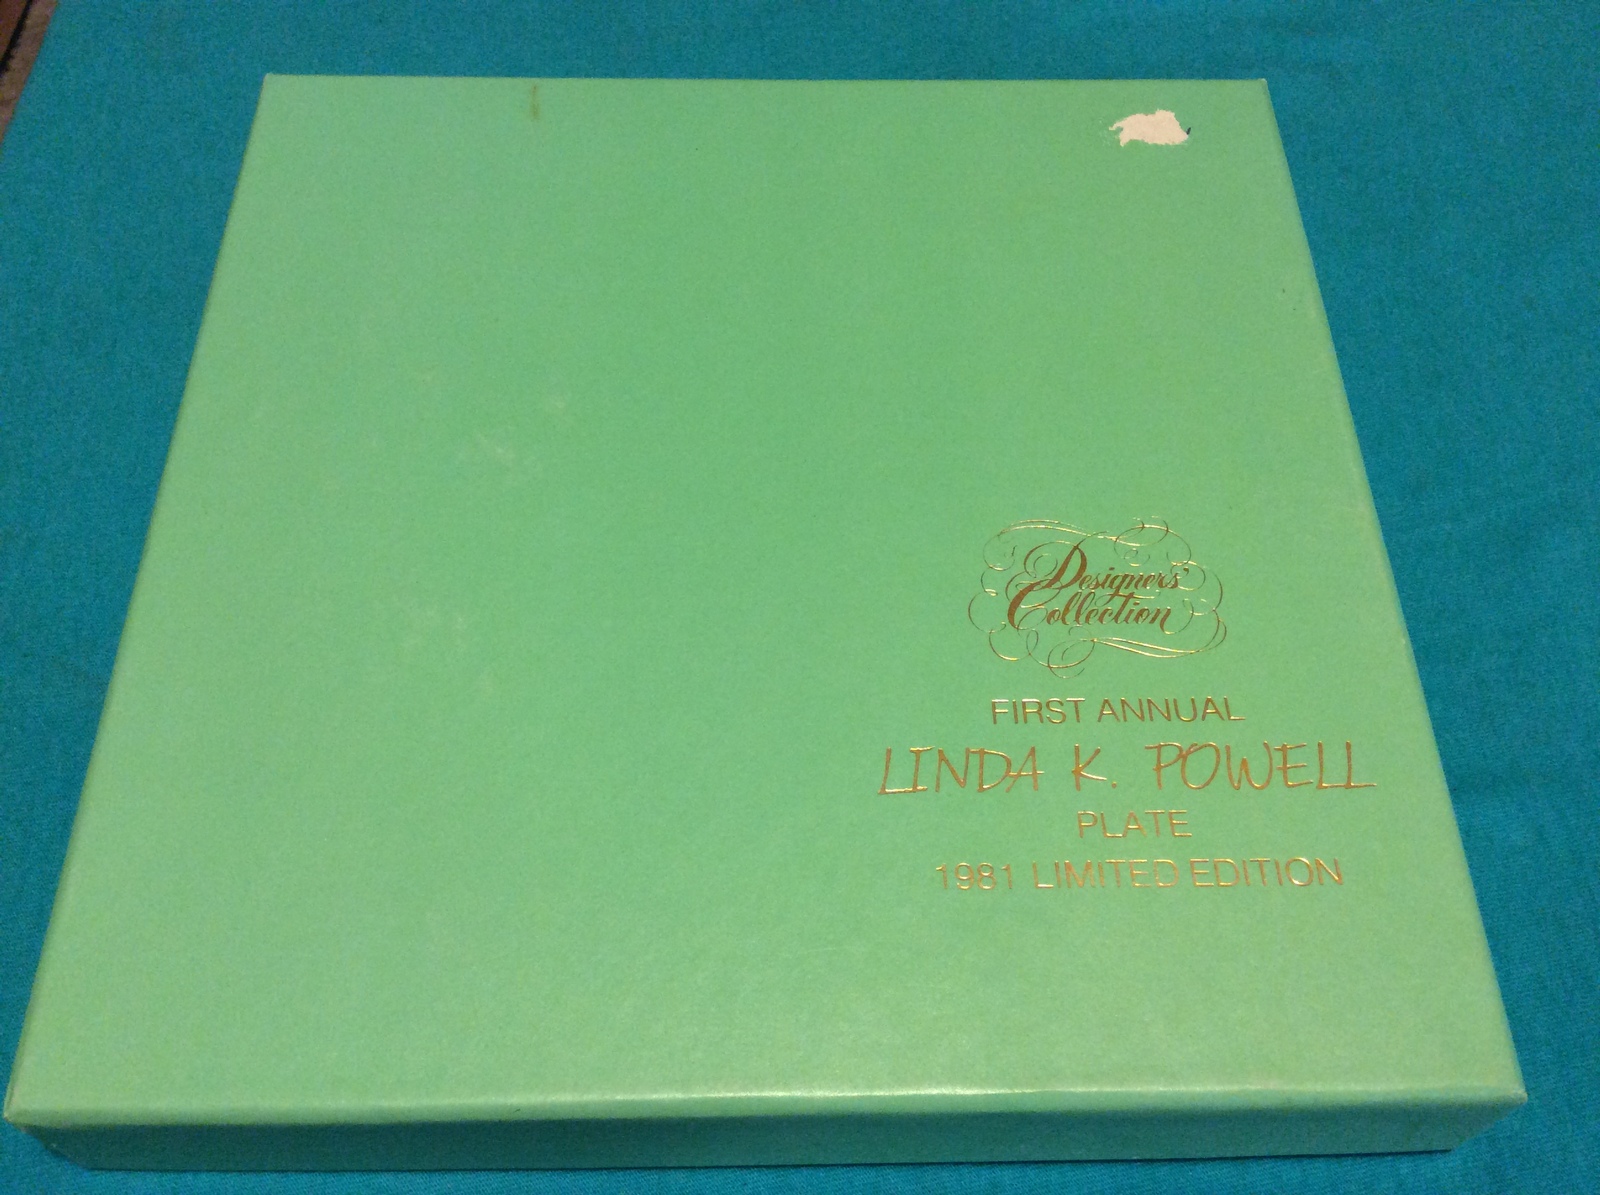 Designers'
Collection
FIRST ANNUAL
LINDA K. POWELL
PLATE
1981 LIMITED EDITION